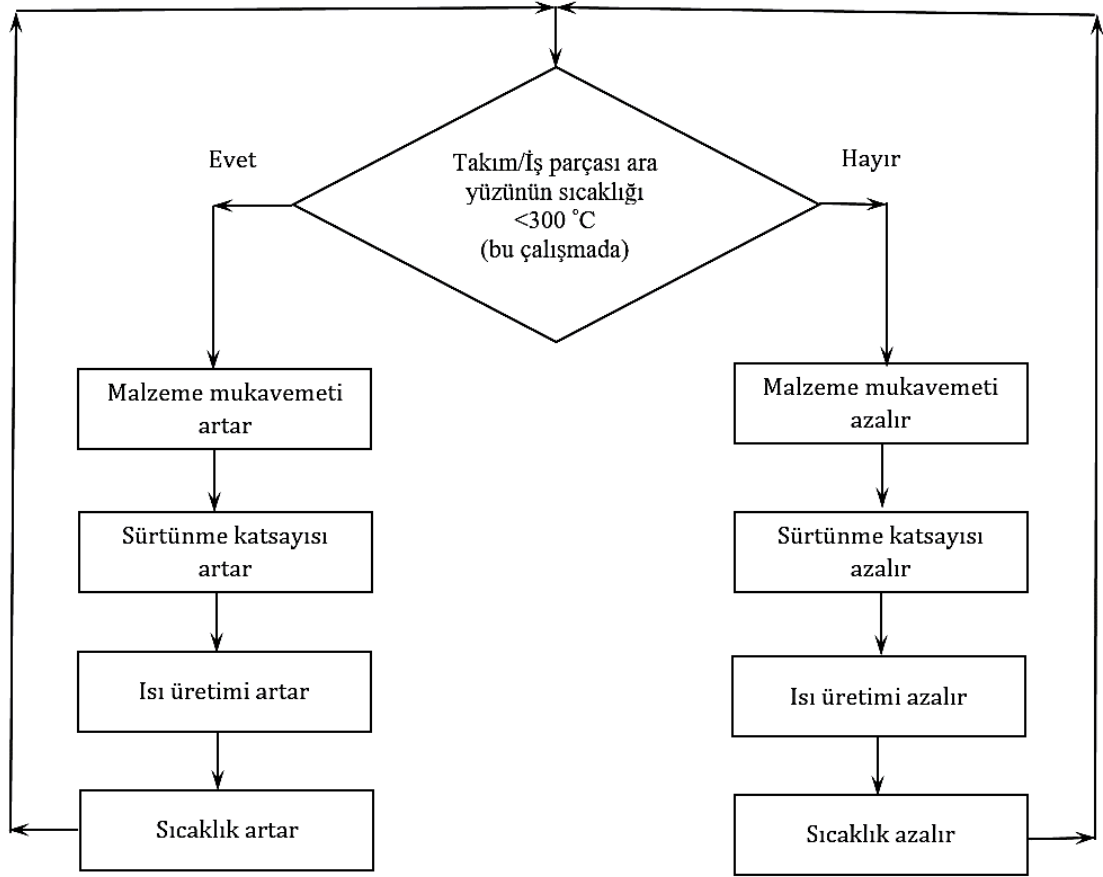 Evet
Hayır
Takım/İş parçası ara
yüzünün sıcaklığı
<300 °C
(bu çalışmada)
Malzeme mukavemeti
artar
Sürtünme katsayısı
artar
Isı üretimi artar
Sıcaklık artar
Malzeme mukavemeti
azalır
Sürtünme katsayısı
azalır
Isı üretimi azalır
Sıcaklık azalır